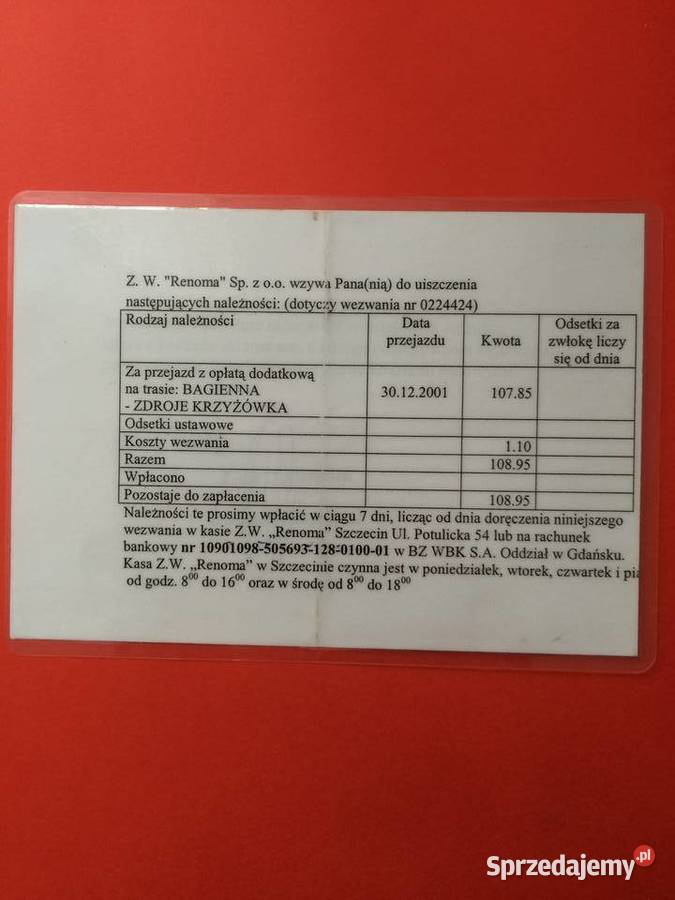 Z. W. "Renoma" Sp. z o.o. wzywa Pana(nią) do uiszczenia
następujących należności: (dotyczy wezwania nr 0224424)
Rodzaj należności Data przejazdu Kwota Odsetki za zwłokę liczy się od dnia
Za przejazd z opłatą dodatkową
na trasie: BAGIENNA 30.12.2001 107.85
- ZDROJE KRZYŻÓWKA
Odsetki ustawowe
Koszty wezwania 1.10
Razem 108.95
Wpłacono
Pozostaje do zapłacenia 108.95
Należności te prosimy wpłacić w ciągu 7 dni, licząc od dnia doręczenia niniejszego
wezwania w kasie Z.W. „Renoma” Szczecin Ul. Potulicka 54 lub na rachunek
bankowy nr 10901098-505693-128-0100-01 w BZ WBK S.A. Oddział w Gdańsku.
Kasa Z.W. „Renoma” w Szczecinie czynna jest w poniedziałek, wtorek, czwartek i pia
od godz. 8⁰⁰ do 16⁰⁰ oraz w środę od 8⁰⁰ do 18⁰⁰
Sprzedajemy.pl